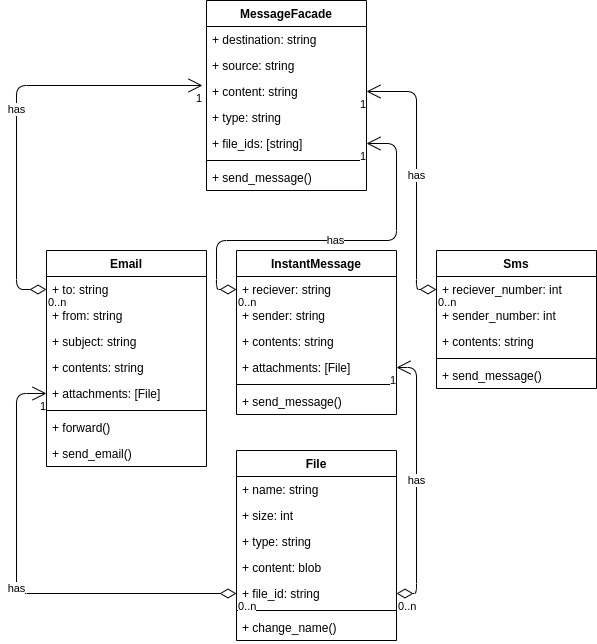 MessageFacade
+ destination: string
+ source: string
+ content: string
+ type: string
+ file_ids: [string]
+ send_message()
has
1
1
1
has
has
Email
+ to: string
0..n
+ from: string
+ subject: string
+ contents: string
+ attachments: [File]
1
+ forward()
+ send_email()
InstantMessage
+ reciever: string
0..n
+ sender: string
+ contents: string
+ attachments: [File]
1
+ send_message()
Sms
+ reciever_number: int
0..n
+ sender_number: int
+ contents: string
+ send_message()
has
has
File
+ name: string
+ size: int
+ type: string
+ content: blob
+ file_id: string
0..n
0..n
+ change_name()